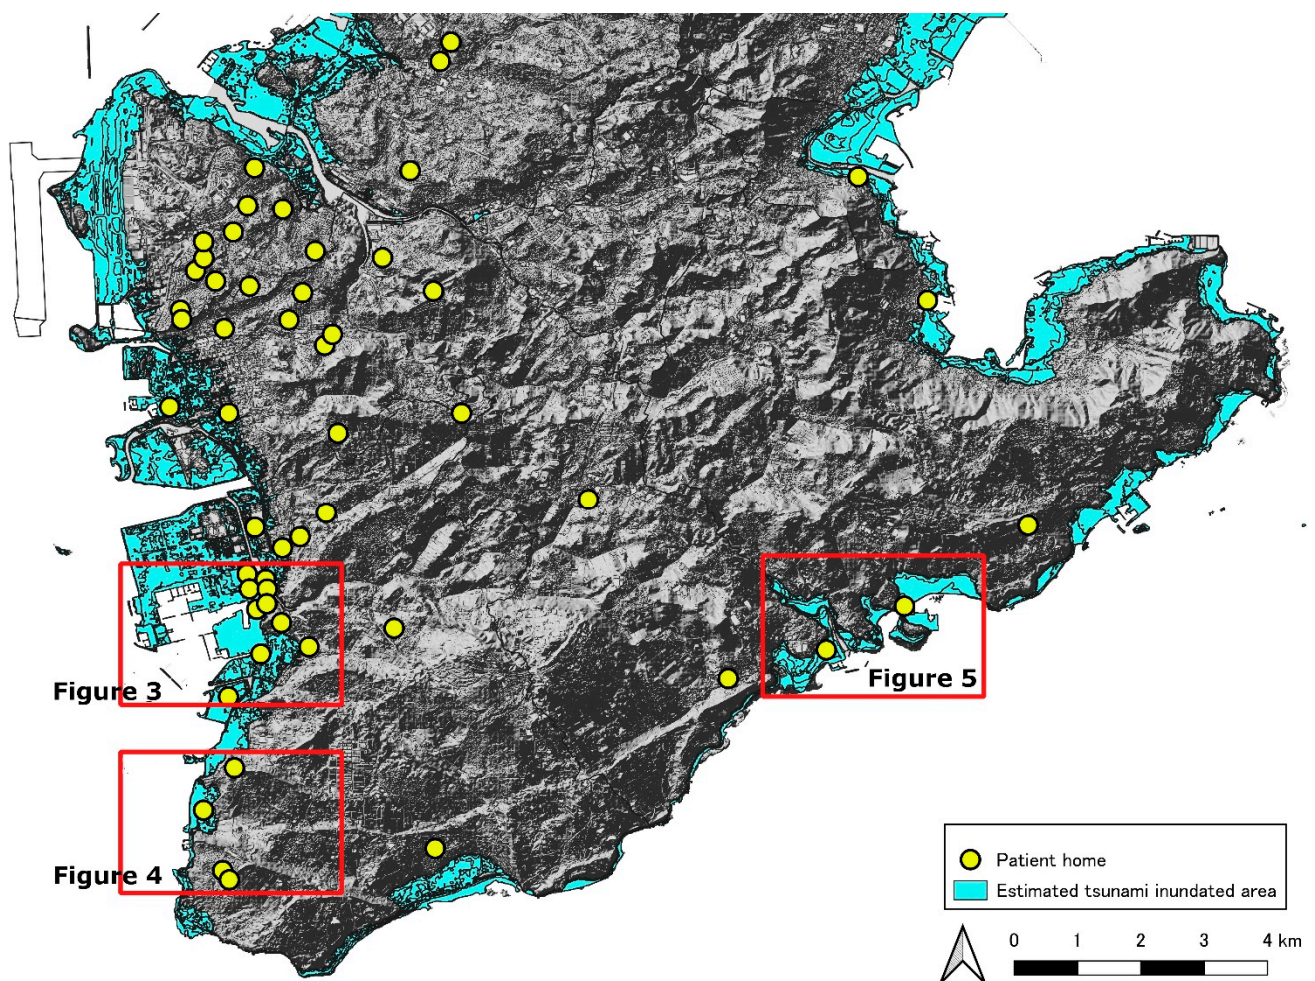 Figure 3
Figure 5
Figure 4
Patient home
Estimated tsunami inundated area
0 1 2 3 4 km